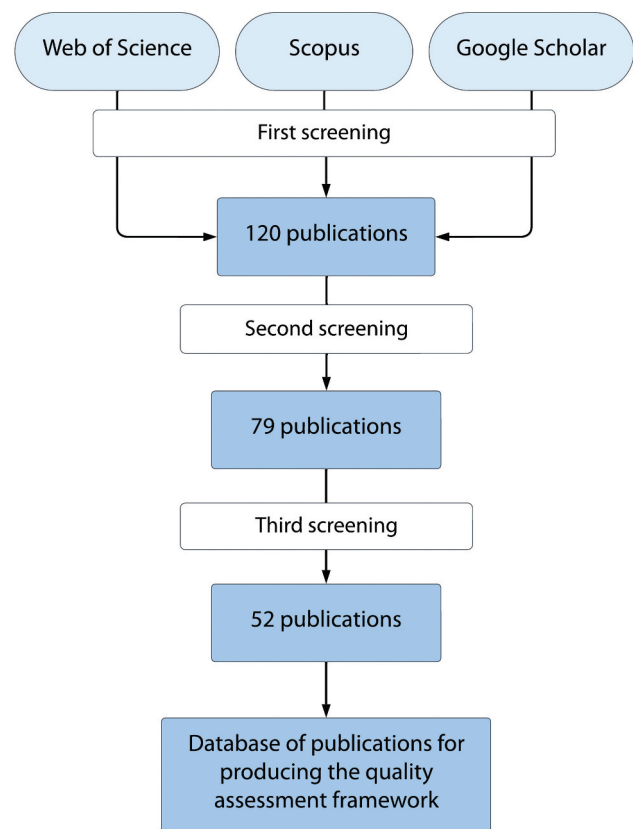 Web of Science
Scopus
Google Scholar
First screening
120 publications
Second screening
79 publications
Third screening
52 publications
Database of publications for
producing the quality
assessment framework